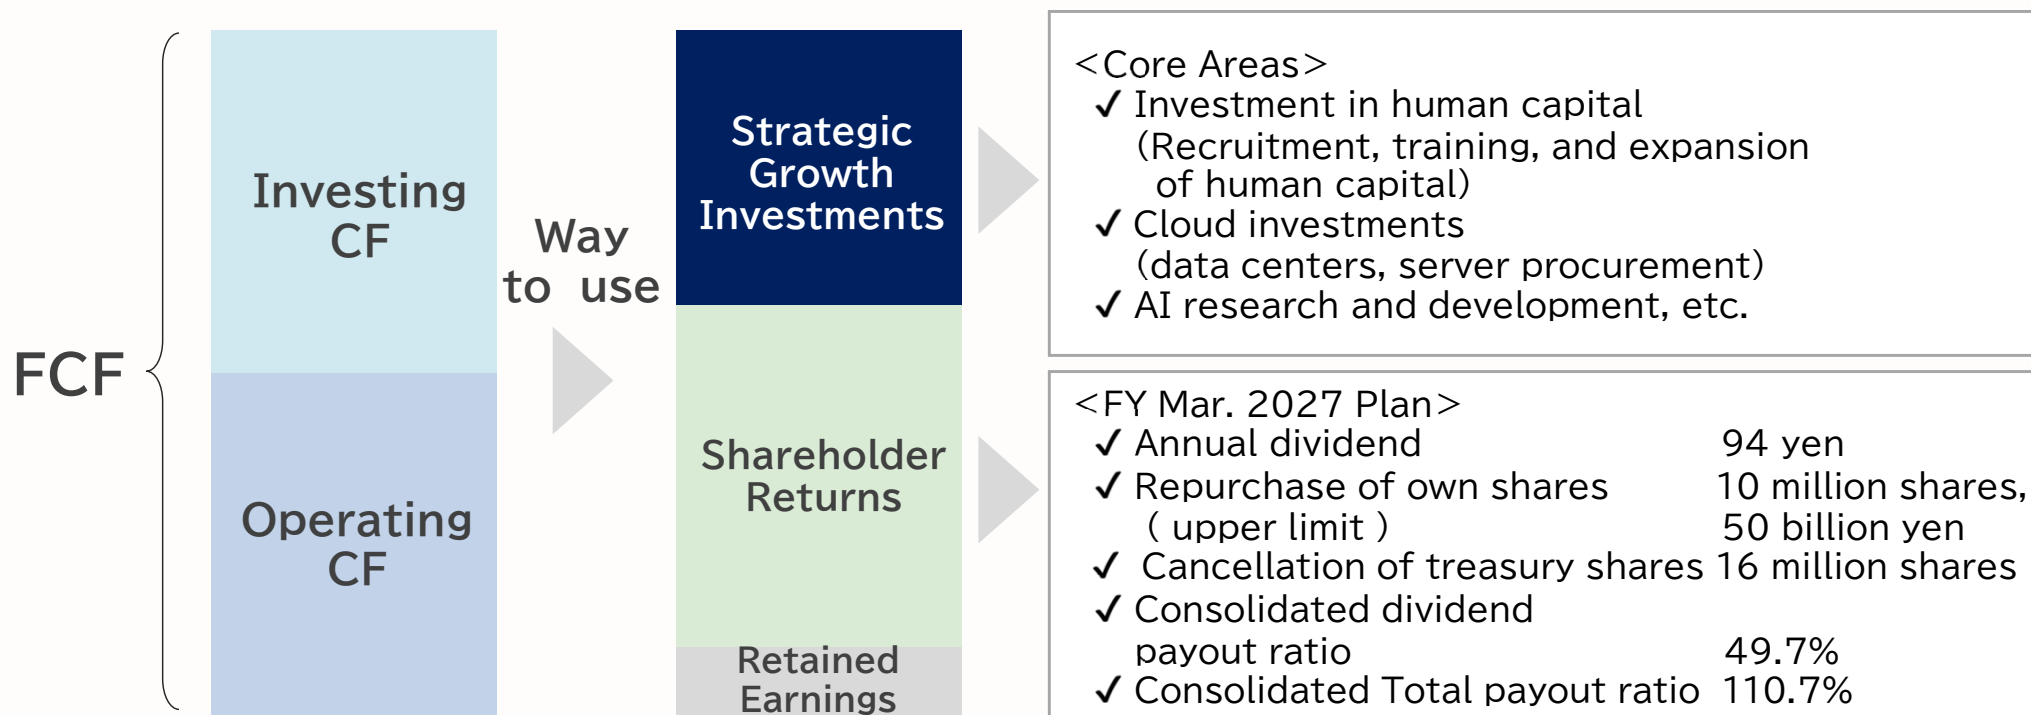 FCF
Investing
CF
Operating
CF
Way
to use
Strategic
Growth
Investments
Shareholder
Returns
Retained
Earnings
<Core Areas>
✓ Investment in human capital
(Recruitment, training, and expansion
of human capital)
✓ Cloud investments
(data centers, server procurement)
✓ AI research and development, etc.
<FY Mar. 2027 Plan>
✓ Annual dividend 94 yen
✓ Repurchase of own shares 10 million shares,
( upper limit ) 50 billion yen
✓ Cancellation of treasury shares 16 million shares
✓ Consolidated dividend
payout ratio 49.7%
✓ Consolidated Total payout ratio 110.7%